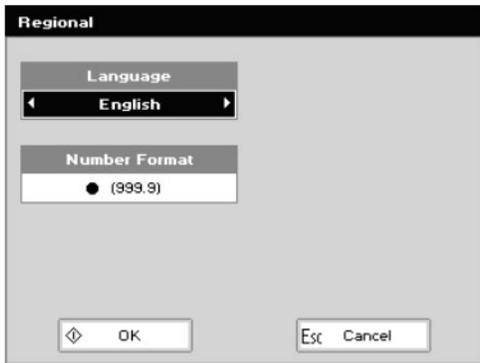 Regional
Language
English
Number Format
(999.9)
OK
Esc Cancel